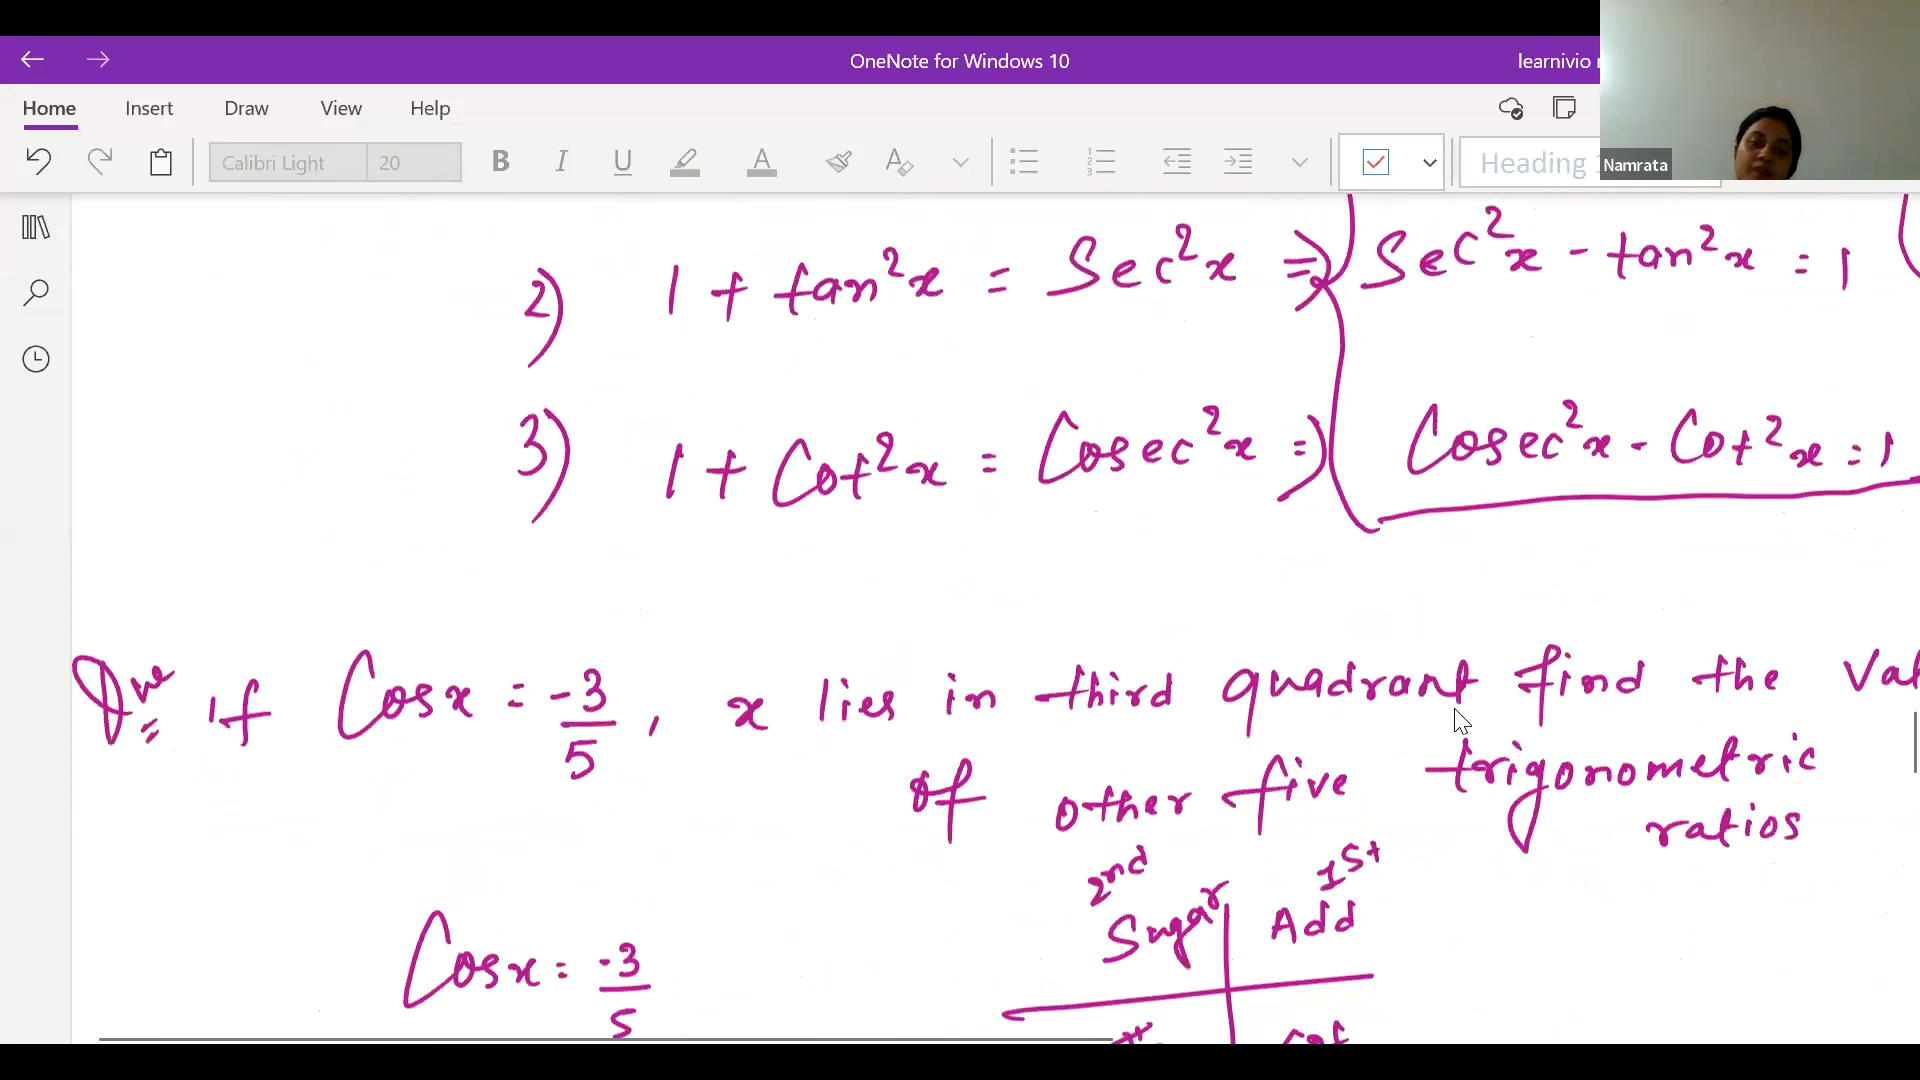 OneNote for Windows 10
learnivio
Home Insert Draw View Help
Calibri Light 20 B I U A Heading
Namrata
2) 1 + tan²x = Sec²x ⇒ Sec²x - tan²x = 1
3) 1 + Cot²x = Cosec²x ⇒ Cosec²x - Cot²x = 1
Que if Cosx = -3/5, x lies in third quadrant find the Val
of other five trigonometric
ratios
2nd 1st
Sugar Add
Cosx = -3/5